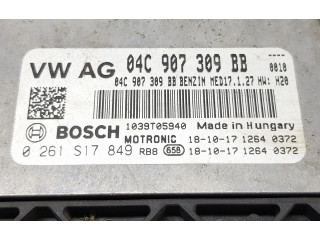 VW AG 04C 907 309 BB 0010
04C 907 309 BB BENZIN MED17.1.27 HW: H20
BOSCH 1039T05940 Made in Hungary
MOTRONIC 18-10-17 1264 0372
0 261 S17 849 RB8 658 18-10-17 1264 0372